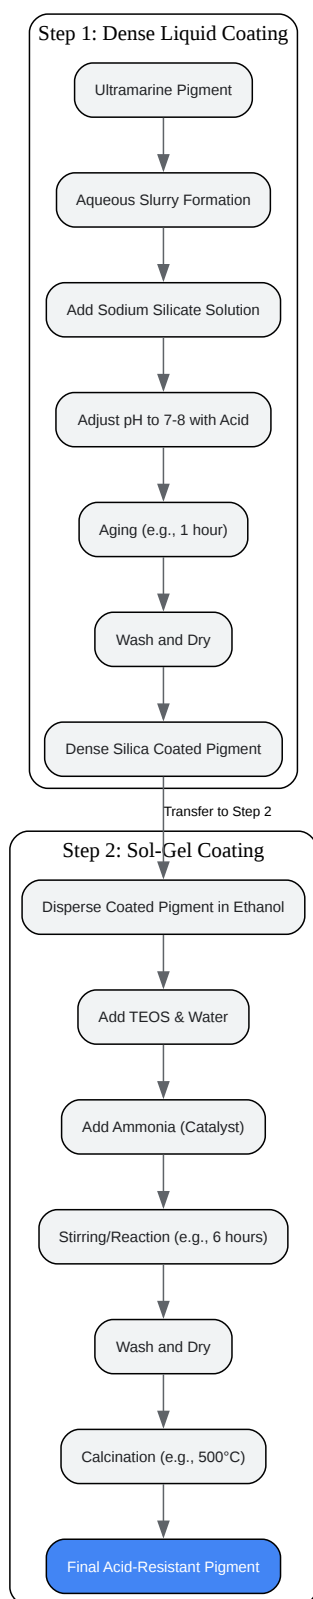 Step 1: Dense Liquid Coating
Ultramarine Pigment
Aqueous Slurry Formation
Add Sodium Silicate Solution
Adjust pH to 7-8 with Acid
Aging (e.g., 1 hour)
Wash and Dry
Dense Silica Coated Pigment
Transfer to Step 2
Step 2: Sol-Gel Coating
Disperse Coated Pigment in Ethanol
Add TEOS & Water
Add Ammonia (Catalyst)
Stirring/Reaction (e.g., 6 hours)
Wash and Dry
Calcination (e.g., 500°C)
Final Acid-Resistant Pigment